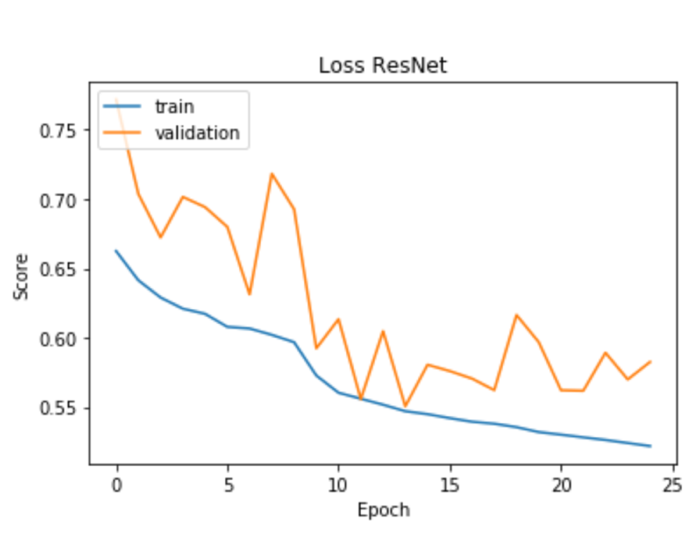 Loss ResNet
train
validation
0.75
0.70
0.65
0.60
0.55
Score
0 5 10 15 20 25
Epoch